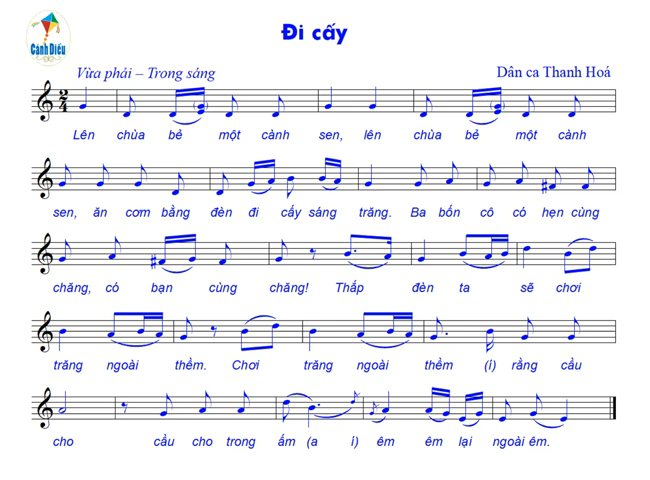 Cánh Diều
Đi cấy
Vừa phải – Trong sáng
Dân ca Thanh Hoá
2
4
Lên chùa bẻ một cành sen, lên chùa bẻ một cành
sen, ăn cơm bằng đèn đi cấy sáng trăng. Ba bốn cô có hẹn cùng
chăng, có bạn cùng chăng! Thắp đèn ta sẽ chơi
trăng ngoài thềm. Chơi trăng ngoài thềm (í) rằng cầu
cho cầu cho trong ấm (a ỉ) êm êm lại ngoài êm.